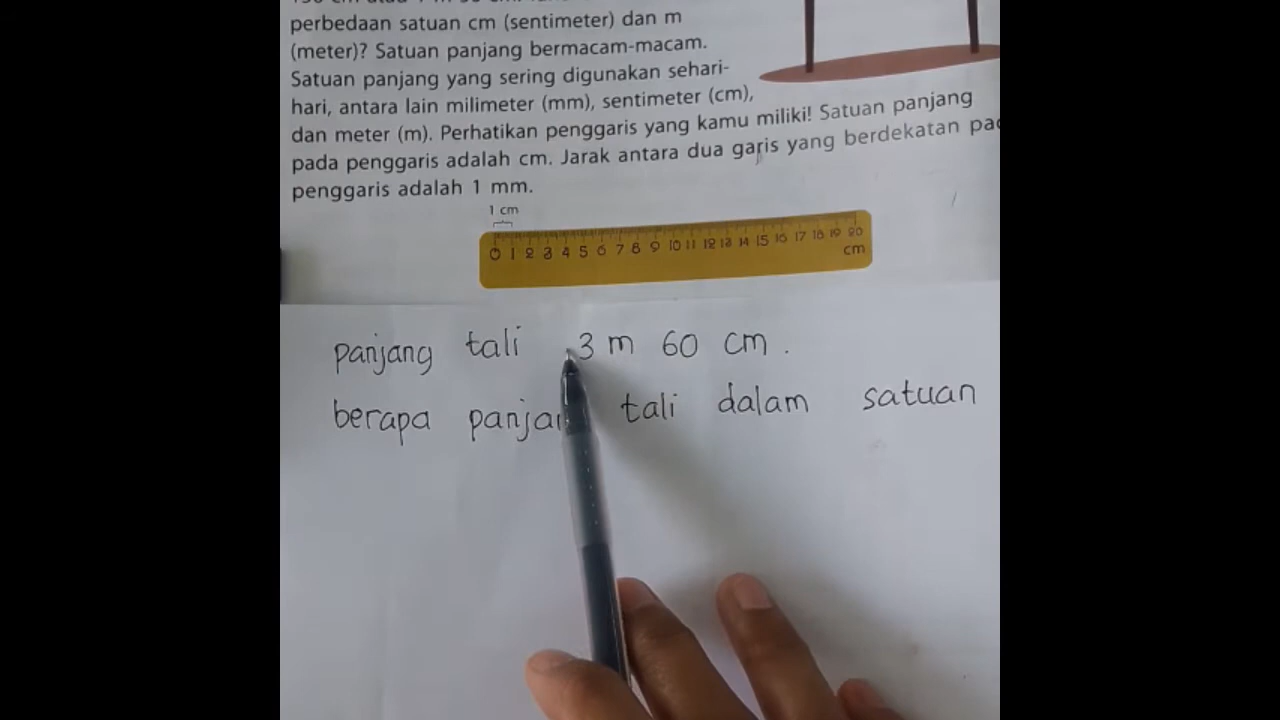 perbedaan satuan cm (sentimeter) dan m
(meter)? Satuan panjang bermacam-macam.
Satuan panjang yang sering digunakan sehari-
hari, antara lain milimeter (mm), sentimeter (cm),
dan meter (m). Perhatikan penggaris yang kamu miliki! Satuan panjang
pada penggaris adalah cm. Jarak antara dua garis yang berdekatan
penggaris adalah 1 mm.
1 cm
0 1 2 3 4 5 6 7 8 9 10 11 12 13 14 15 16 17 18 19 20
cm
panjang tali 3 m 60 cm.
berapa tali dalam satuan